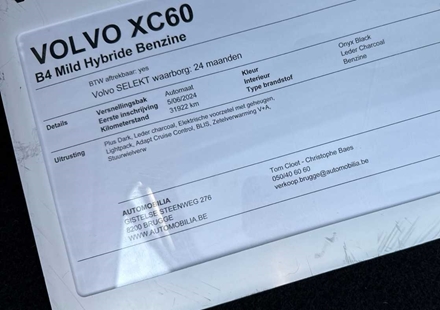 VOLVO XC60
B4 Mild Hybride Benzine
BTW aftrekbaar: yes
Volvo SELEKT waarborg: 24 maanden
Details
Versnellingsbak Automaat
Eerste inschrijving 5/06/2024
Kilometerstand 31922 km
Kleur Onyx Black
Interieur Leder Charcoal
Type brandstof Benzine
Uitrusting
Plus Dark, Leder charcoal, Elektrische voorzetel met geheugen,
Lightpack, Adapt Cruise Control, BLIS, Zetelverwarming V+A,
Stuurwielverw
AUTOMOBILIA
GISTELSE STEENWEG 276
8200 BRUGGE
WWW.AUTOMOBILIA.BE
Tom Cloet - Christophe Baes
050/40 60 60
verkoop.brugge@automobilia.be